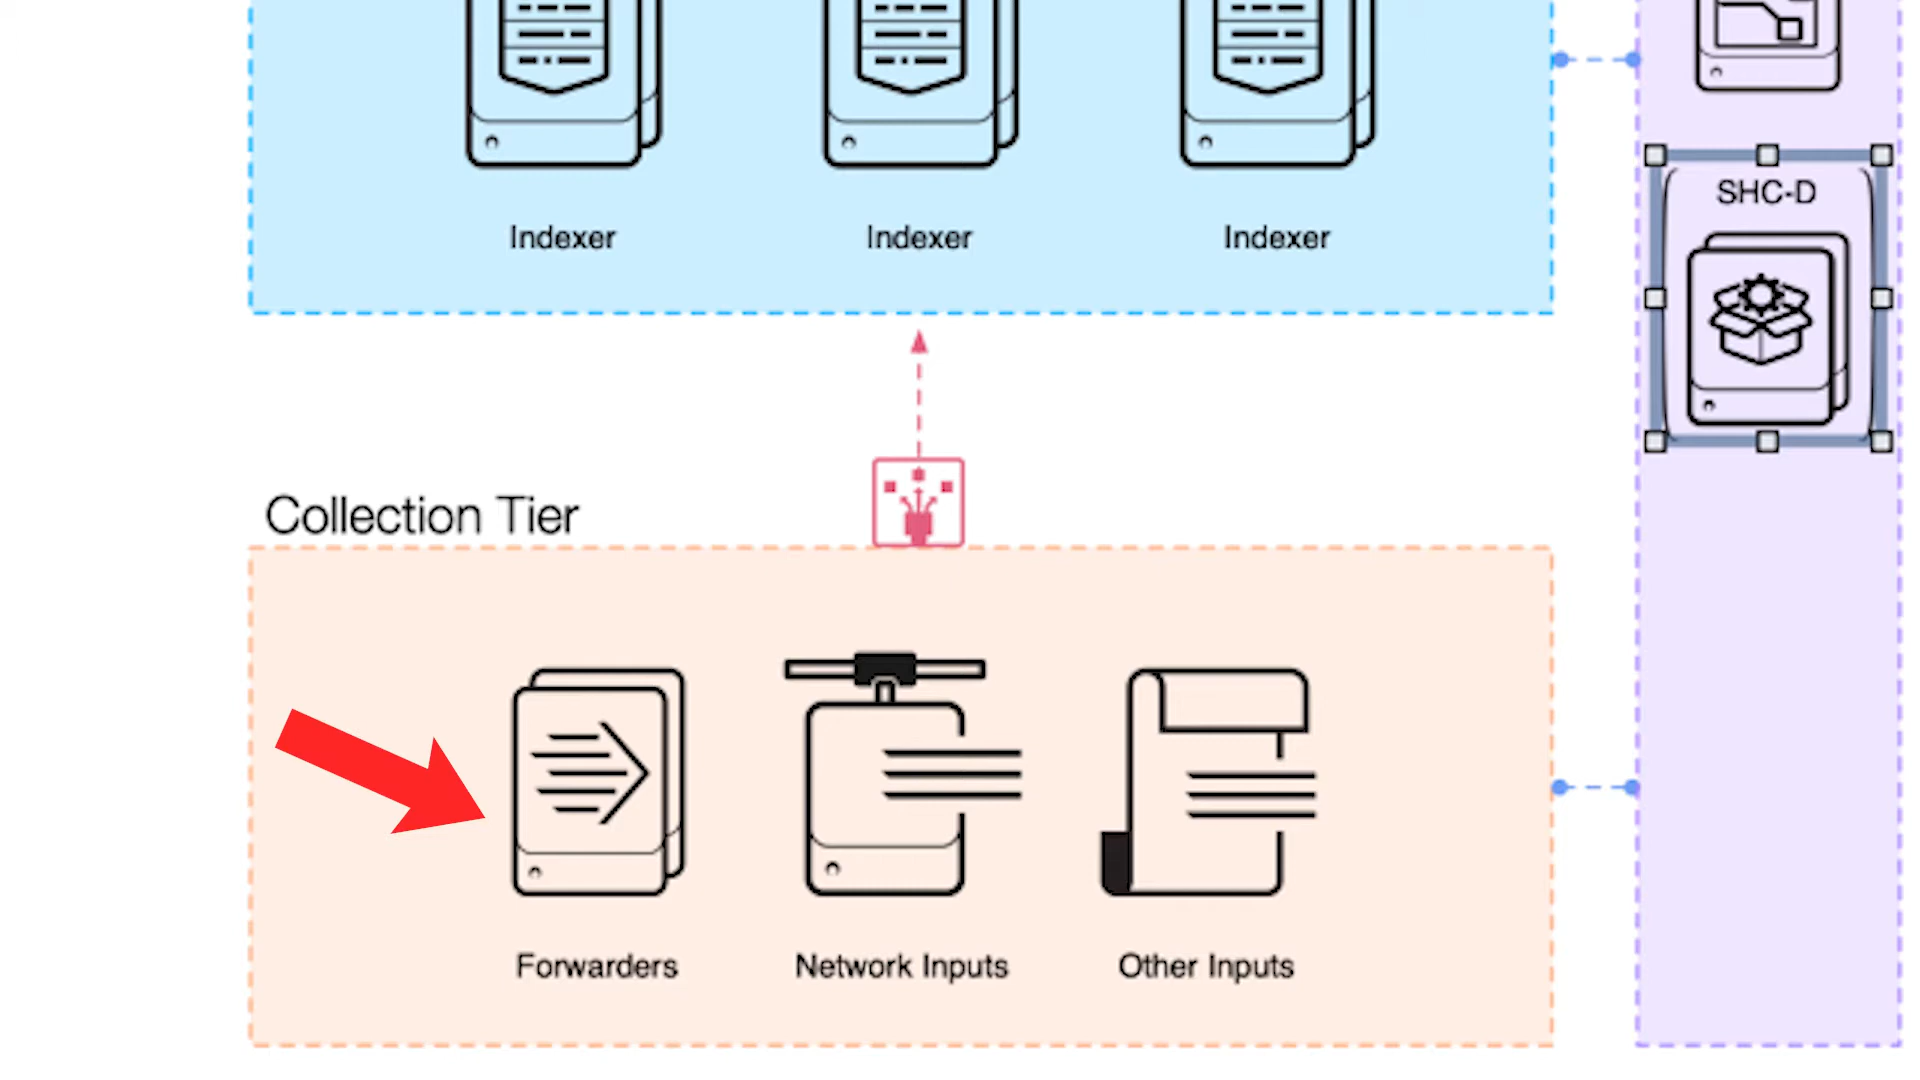 SHC-D
Indexer
Indexer
Indexer
Collection Tier
Forwarders
Network Inputs
Other Inputs